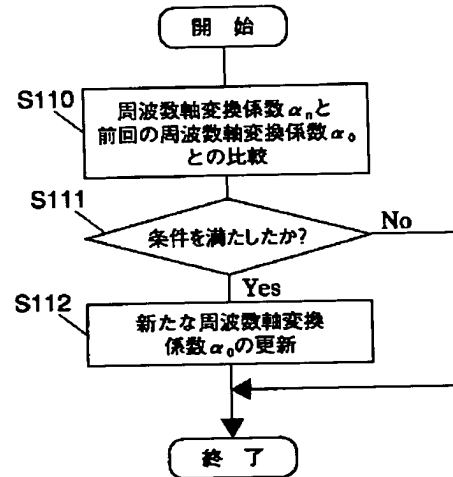 開 始
S110
周波数軸変換係数αnと
前回の周波数軸変換係数α0
との比較
S111
条件を満たしたか?
No
Yes
S112
新たな周波数軸変換
係数α0の更新
終 了